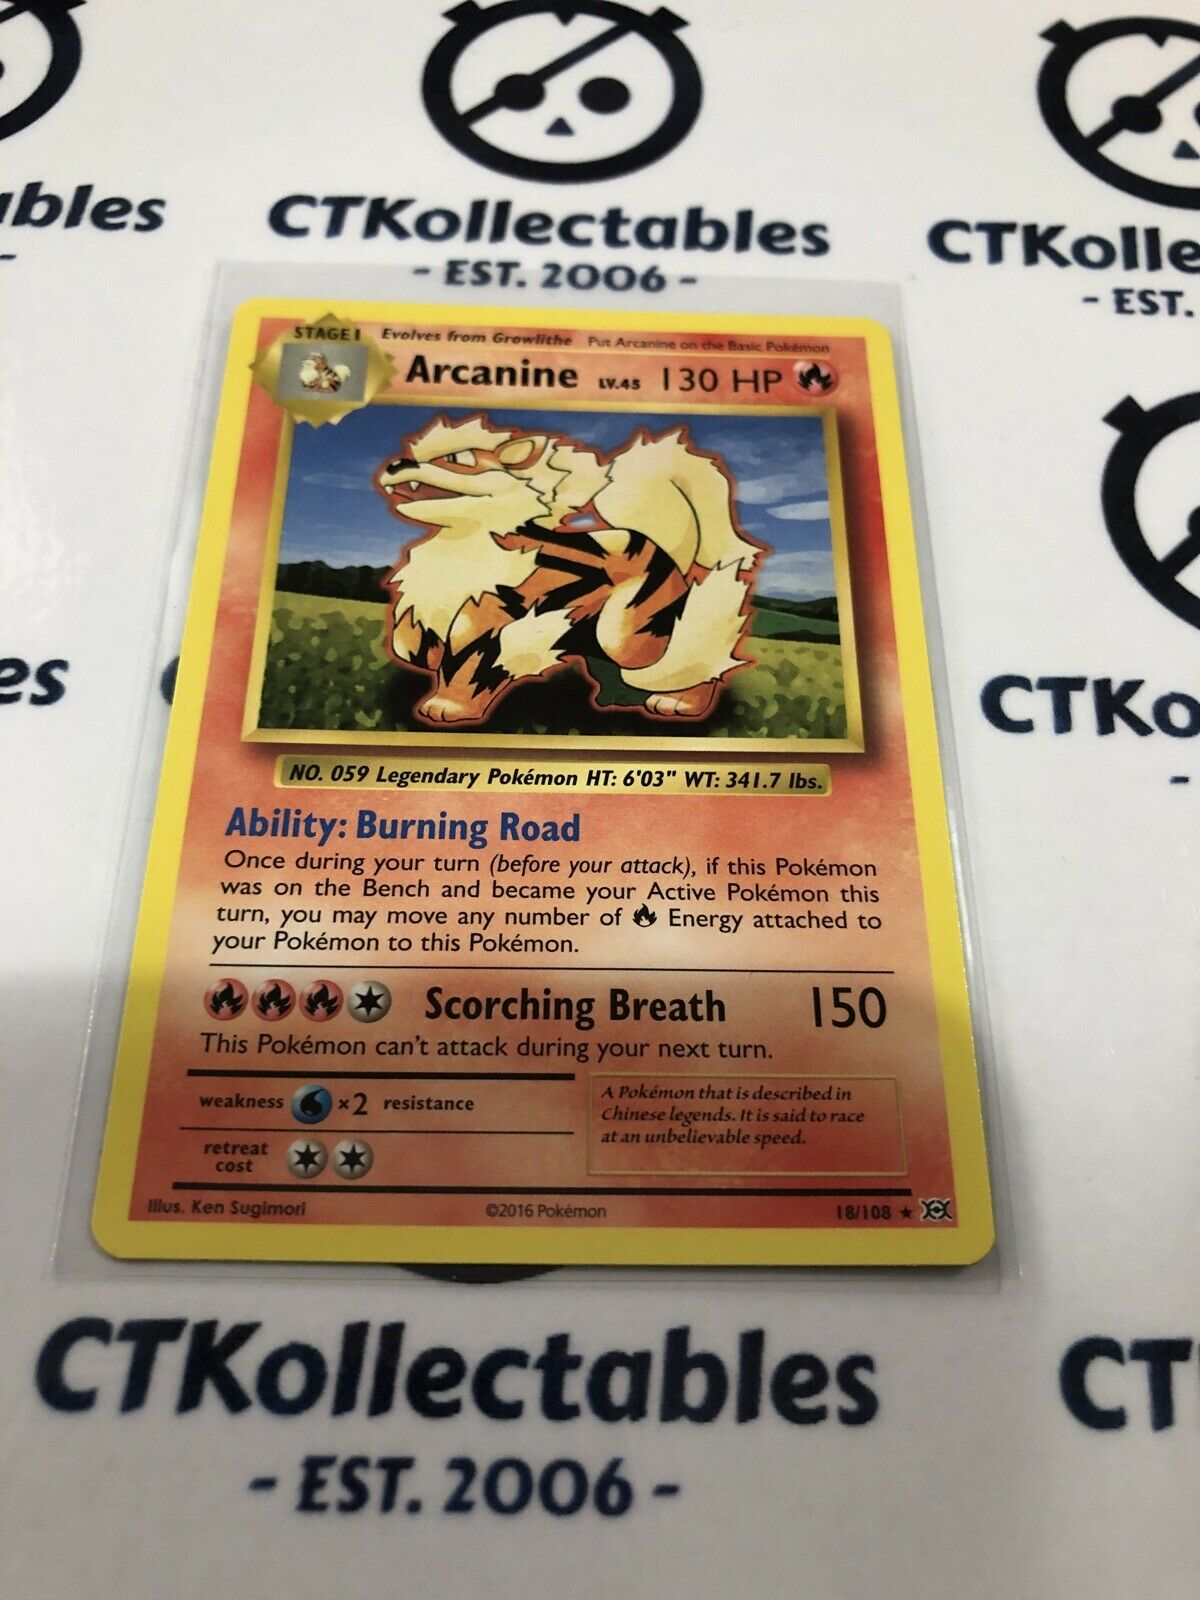 ables
CTKollectables
- EST. 2006 -
CTKolle
- EST.
STAGE 1 Evolves from Growlithe Put Arcanine on the Basic Pokémon
Arcanine LV.45 130 HP
NO. 059 Legendary Pokémon HT: 6'03" WT: 341.7 lbs.
Ability: Burning Road
Once during your turn (before your attack), if this Pokémon
was on the Bench and became your Active Pokémon this
turn, you may move any number of Energy attached to
your Pokémon to this Pokémon.
Scorching Breath 150
This Pokémon can't attack during your next turn.
weakness ×2 resistance
retreat
cost
A Pokémon that is described in
Chinese legends. It is said to race
at an unbelievable speed.
Illus. Ken Sugimori ©2016 Pokémon 18/108 ★
es
CTKo
-
CTKollectables
- EST. 2006 -
CT